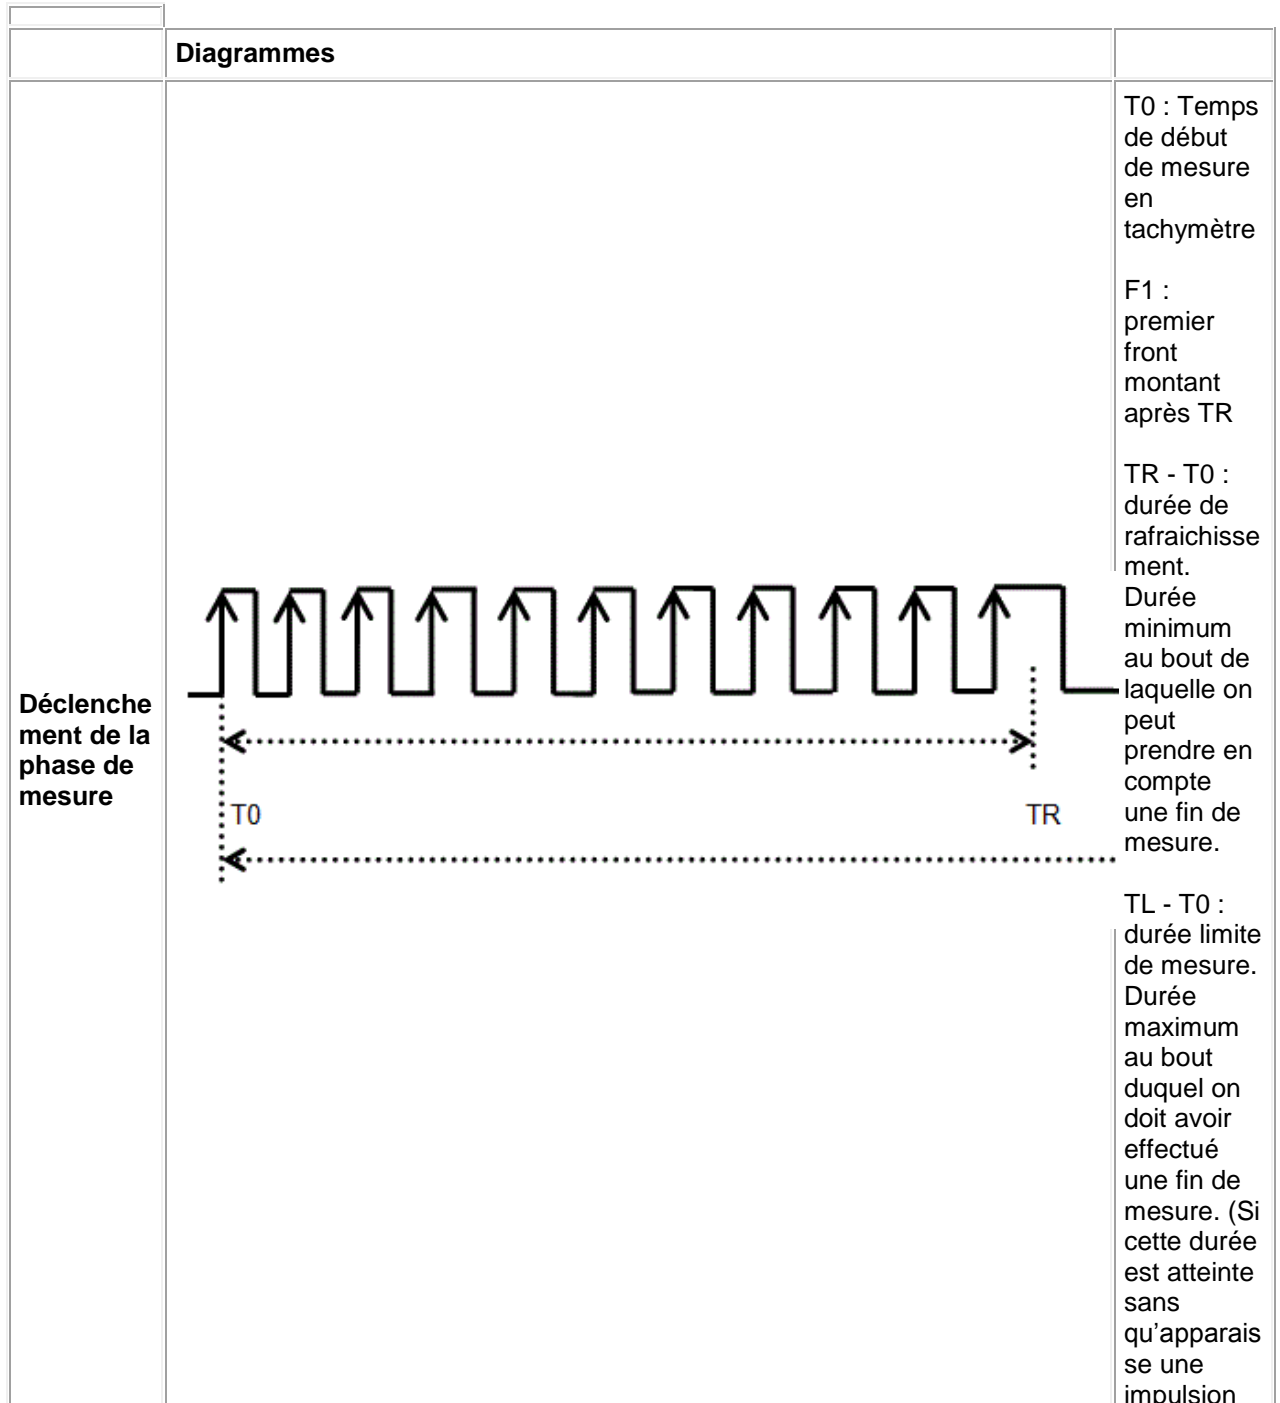 Diagrammes
Déclenche
ment de la
phase de
mesure
T0
TR
T0 : Temps
de début
de mesure
en
tachymètre
F1 :
premier
front
montant
après TR
TR - T0 :
durée de
rafraichisse
ment.
Durée
minimum
au bout de
laquelle on
peut
prendre en
compte
une fin de
mesure.
TL - T0 :
durée limite
de mesure.
Durée
maximum
au bout
duquel on
doit avoir
effectué
une fin de
mesure. (Si
cette durée
est atteinte
sans
qu’apparais
se une
impulsion